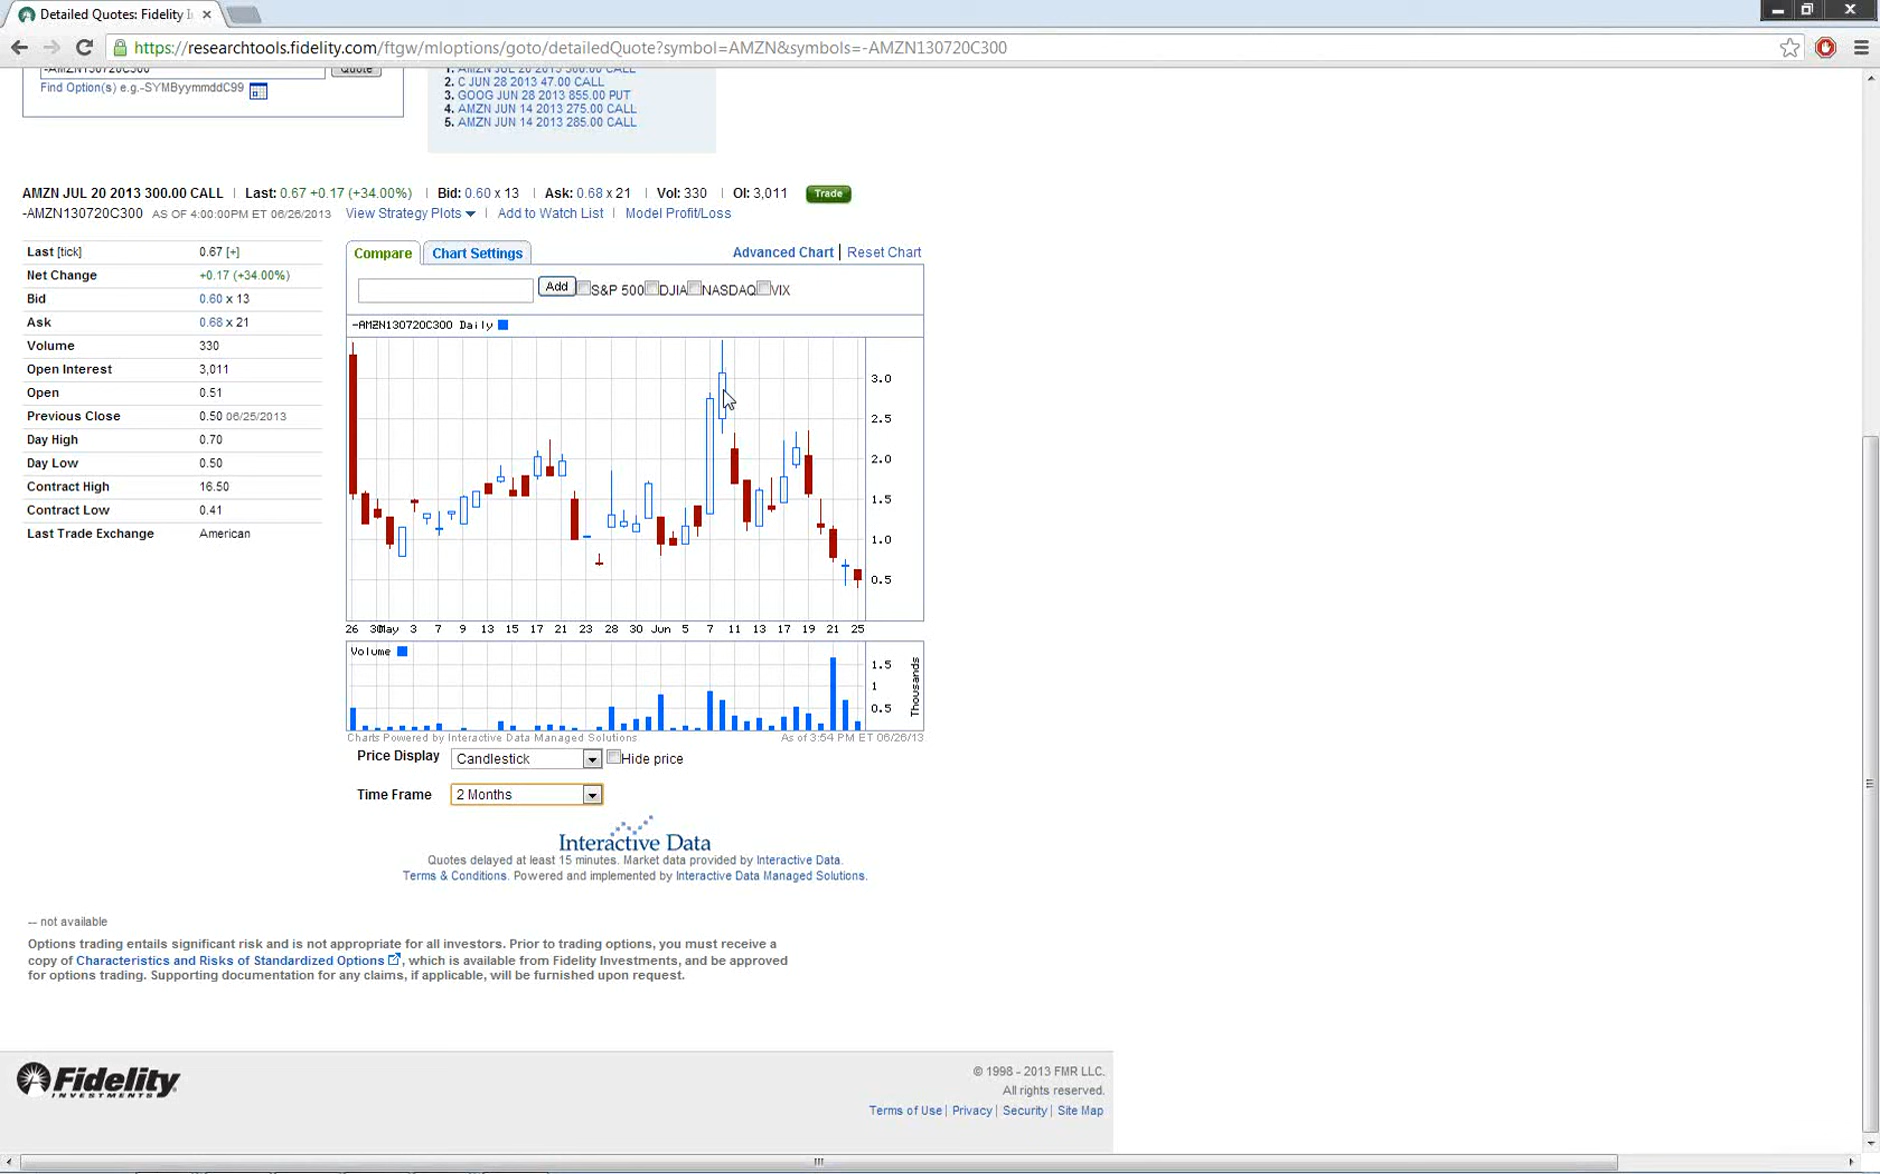 Detailed Quotes: Fidelity I
https://researchtools.fidelity.com/ftgw/mloptions/goto/detailedQuote?symbol=AMZN&symbols=-AMZN130720C300
-AMZN130720C300 Quote
Find Option(s) e.g.-SYMByymmddC99
1. AMZN JUL 20 2013 300.00 CALL
2. C JUN 28 2013 47.00 CALL
3. GOOG JUN 28 2013 855.00 PUT
4. AMZN JUN 14 2013 275.00 CALL
5. AMZN JUN 14 2013 285.00 CALL
AMZN JUL 20 2013 300.00 CALL | Last: 0.67 +0.17 (+34.00%) | Bid: 0.60 x 13 | Ask: 0.68 x 21 | Vol: 330 | OI: 3,011 Trade
-AMZN130720C300 AS OF 4:00:00PM ET 06/26/2013 View Strategy Plots | Add to Watch List | Model Profit/Loss
Last [tick] 0.67 [+]
Net Change +0.17 (+34.00%)
Bid 0.60 x 13
Ask 0.68 x 21
Volume 330
Open Interest 3,011
Open 0.51
Previous Close 0.50 06/25/2013
Day High 0.70
Day Low 0.50
Contract High 16.50
Contract Low 0.41
Last Trade Exchange American
Compare Chart Settings Advanced Chart | Reset Chart
Add S&P 500 DJIA NASDAQ VIX
-AMZN130720C300 Daily
3.0
2.5
2.0
1.5
1.0
0.5
26 30May 3 7 9 13 15 17 21 23 28 30 Jun 5 7 11 13 17 19 21 25
Volume
1.5
1
0.5
Thousands
Charts Powered by Interactive Data Managed Solutions As of 3:54 PM ET 06/26/13
Price Display Candlestick Hide price
Time Frame 2 Months
Interactive Data
Quotes delayed at least 15 minutes. Market data provided by Interactive Data.
Terms & Conditions. Powered and implemented by Interactive Data Managed Solutions.
-- not available
Options trading entails significant risk and is not appropriate for all investors. Prior to trading options, you must receive a
copy of Characteristics and Risks of Standardized Options , which is available from Fidelity Investments, and be approved
for options trading. Supporting documentation for any claims, if applicable, will be furnished upon request.
Fidelity
INVESTMENTS
© 1998 - 2013 FMR LLC.
All rights reserved.
Terms of Use | Privacy | Security | Site Map